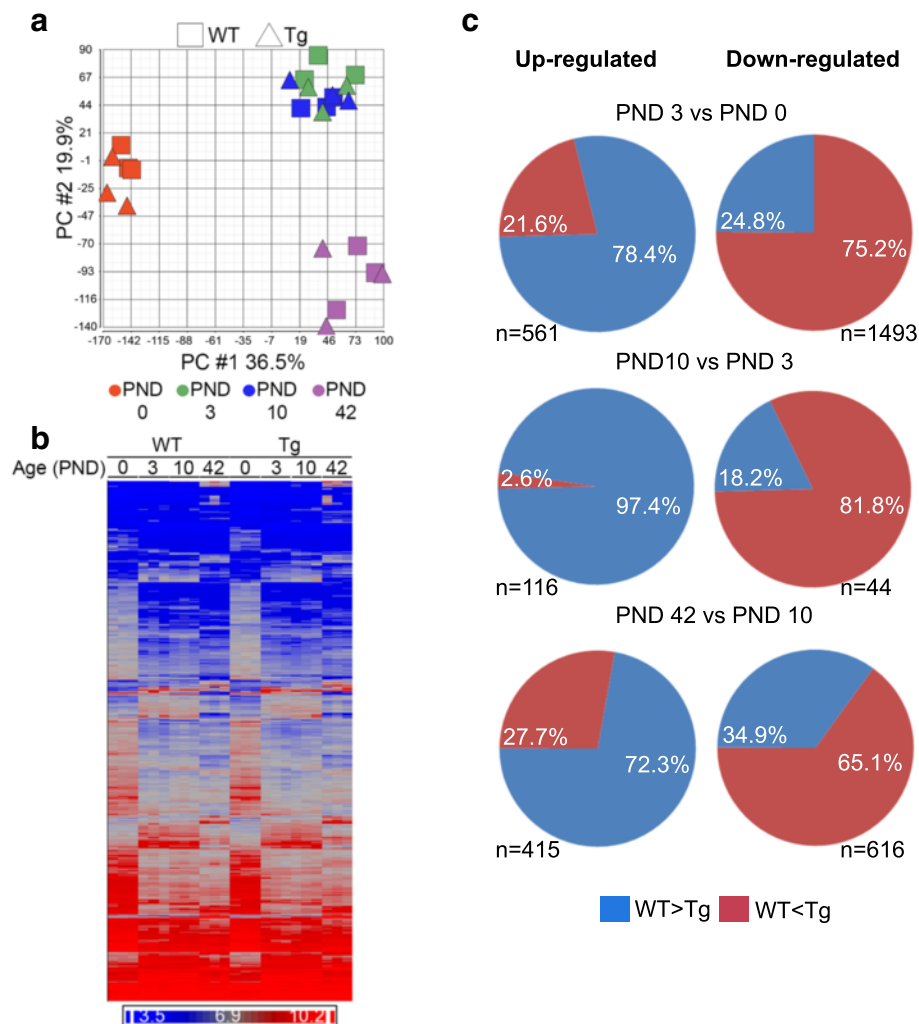 a
WT Tg
90
67
44
21
-1
-25
-47
-70
-93
-116
-140
PC #2 19.9%
-170 -142 -115 -88 -61 -35 -7 19 46 73 100
PC #1 36.5%
PND 0 PND 3 PND 10 PND 42
b
WT Tg
Age (PND) 0 3 10 42 0 3 10 42
3.5 6.9 10.2
c
Up-regulated Down-regulated
PND 3 vs PND 0
21.6% 78.4% 24.8% 75.2%
n=561 n=1493
PND10 vs PND 3
2.6% 97.4% 18.2% 81.8%
n=116 n=44
PND 42 vs PND 10
27.7% 72.3% 34.9% 65.1%
n=415 n=616
WT>Tg WT<Tg